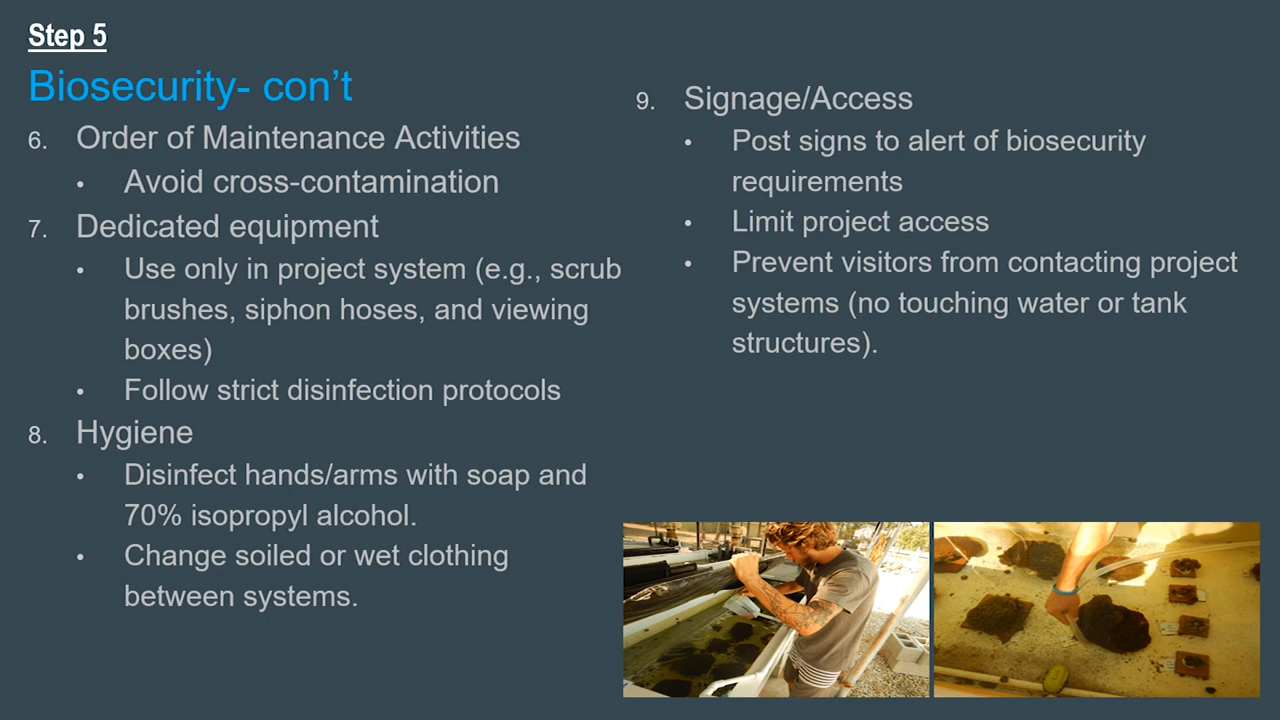 Step 5
Biosecurity- con’t
6. Order of Maintenance Activities
• Avoid cross-contamination
7. Dedicated equipment
• Use only in project system (e.g., scrub
brushes, siphon hoses, and viewing
boxes)
• Follow strict disinfection protocols
8. Hygiene
• Disinfect hands/arms with soap and
70% isopropyl alcohol.
• Change soiled or wet clothing
between systems.
9. Signage/Access
• Post signs to alert of biosecurity
requirements
• Limit project access
• Prevent visitors from contacting project
systems (no touching water or tank
structures).